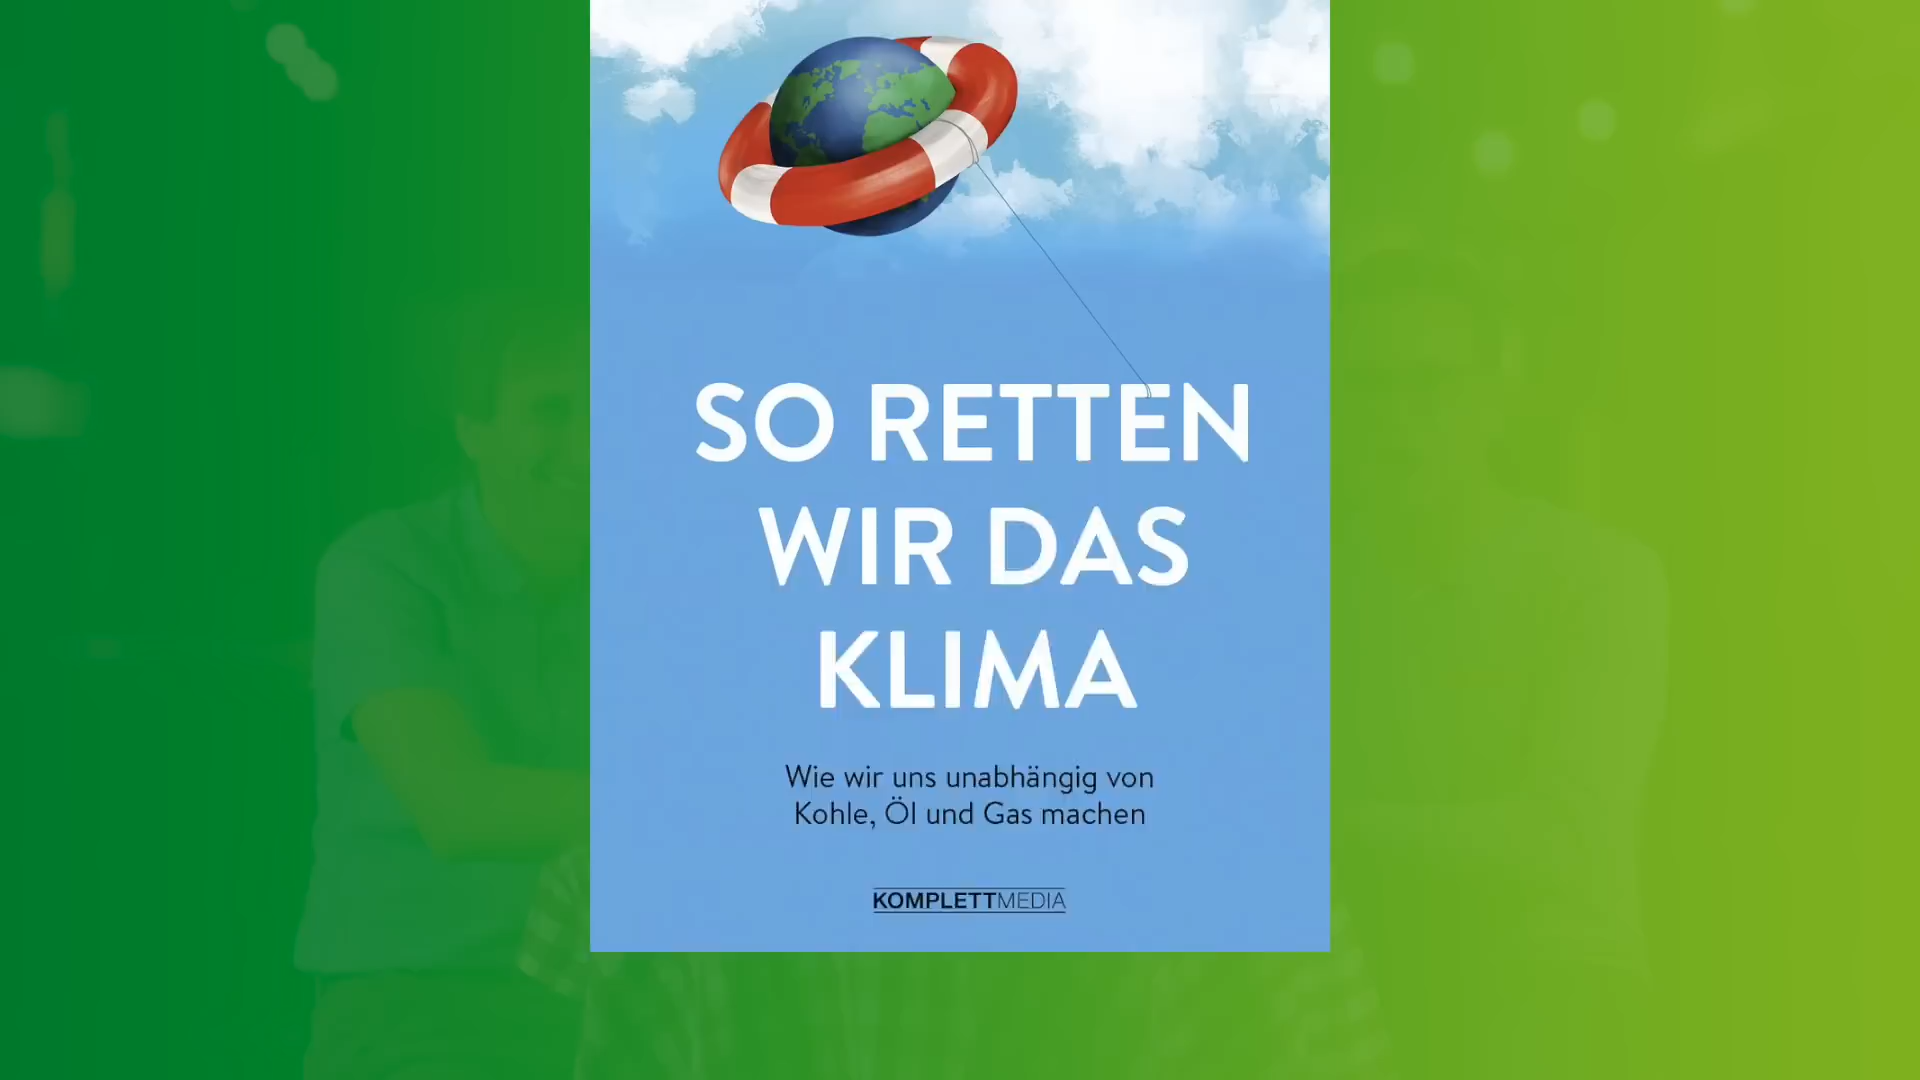 SO RETTEN
WIR DAS
KLIMA
Wie wir uns unabhängig von
Kohle, Öl und Gas machen
KOMPLETTMEDIA